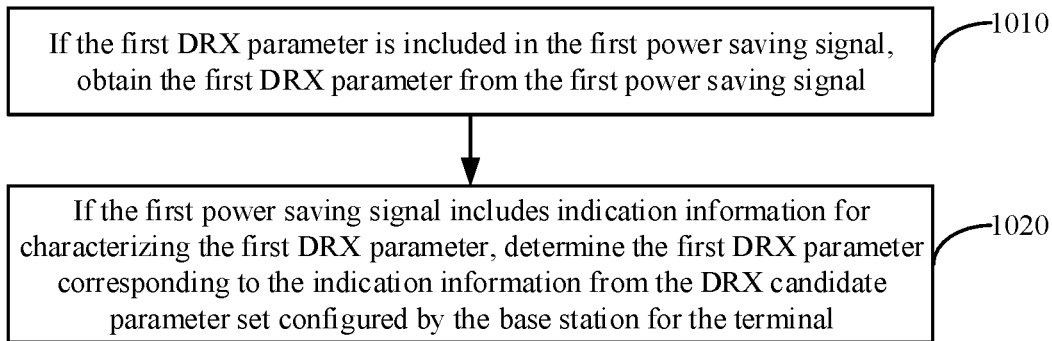 If the first DRX parameter is included in the first power saving signal,
obtain the first DRX parameter from the first power saving signal
1010
If the first power saving signal includes indication information for
characterizing the first DRX parameter, determine the first DRX parameter
corresponding to the indication information from the DRX candidate
parameter set configured by the base station for the terminal
1020